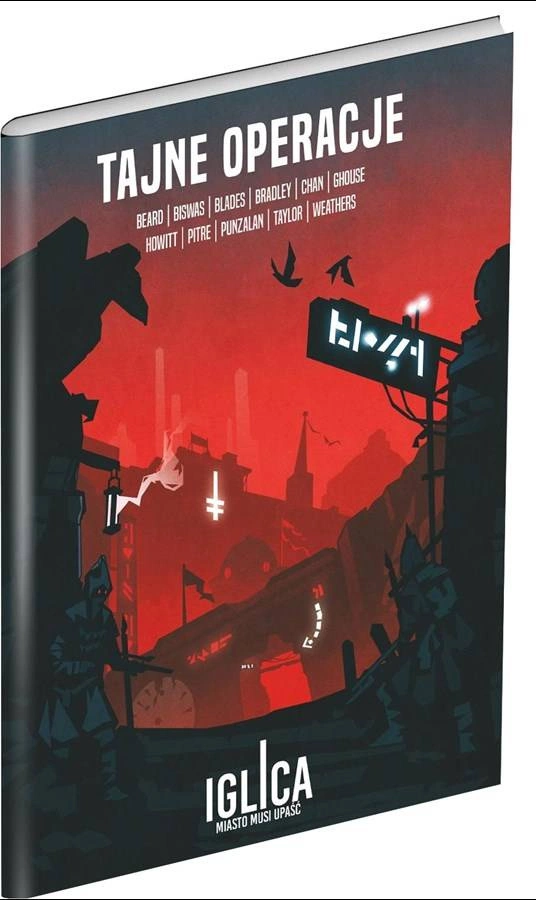 TAJNE OPERACJE
BEARD | BISWAS | BLADES | BRADLEY | CHAN | GHOUSE
HOWITT | PITRE | PUNZALAN | TAYLOR | WEATHERS
IGLICA
MIASTO MUSI UPAŚĆ